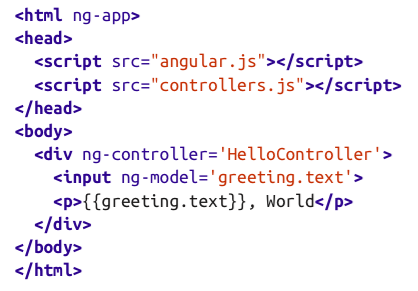 <html ng-app>
<head>
  <script src="angular.js"></script>
  <script src="controllers.js"></script>
</head>
<body>
  <div ng-controller='HelloController'>
    <input ng-model='greeting.text'>
    <p>{{greeting.text}}, World</p>
  </div>
</body>
</html>